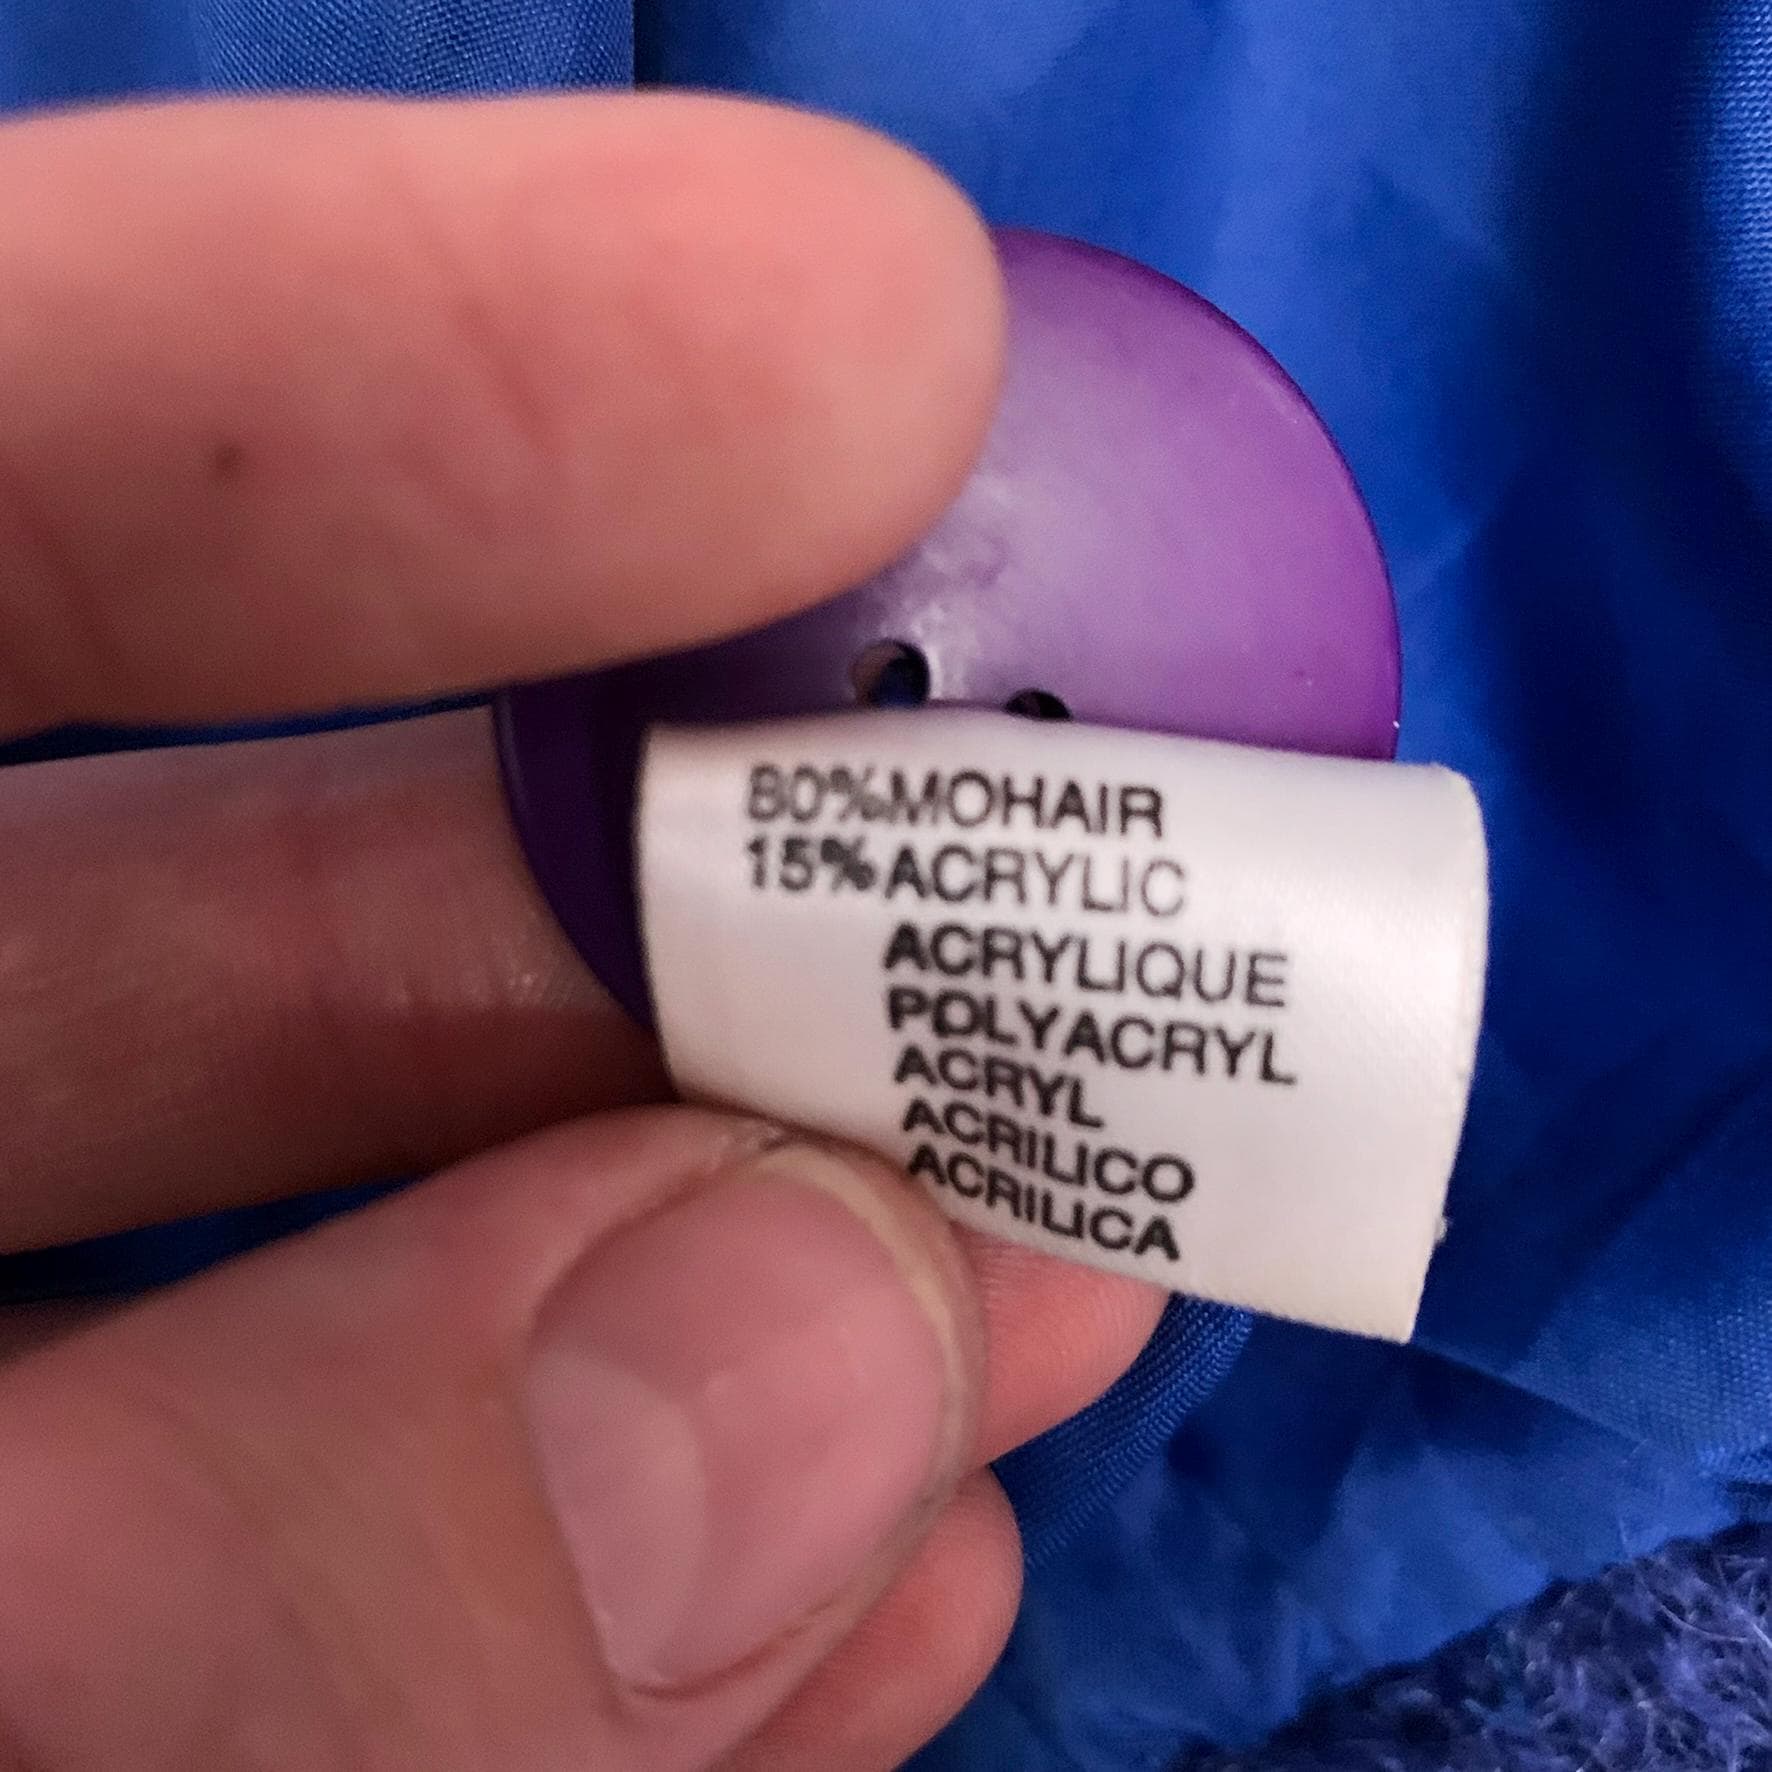 80%MOHAIR
15%ACRYLIC
ACRYLIQUE
POLYACRYL
ACRYL
ACRILICO
ACRILICA